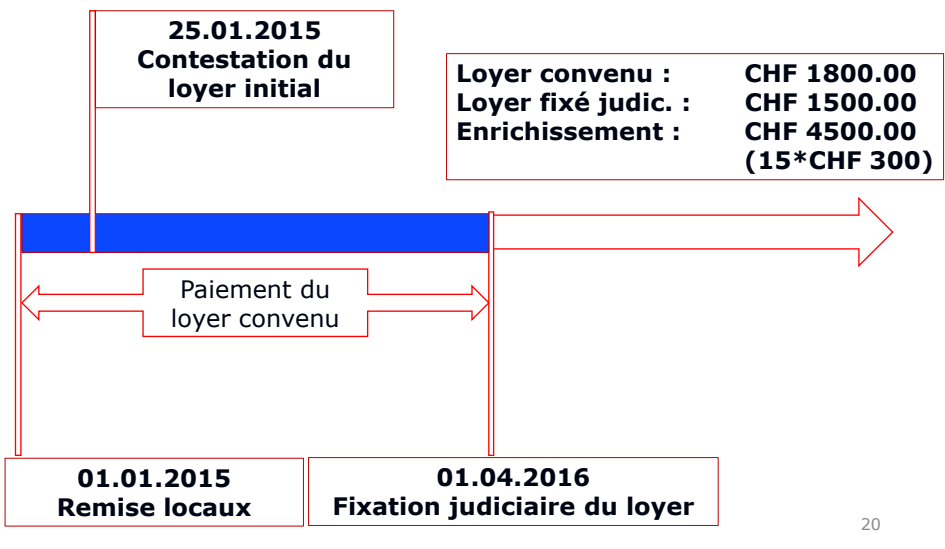 25.01.2015
Contestation du
loyer initial
Loyer convenu : CHF 1800.00
Loyer fixé judic. : CHF 1500.00
Enrichissement : CHF 4500.00
(15*CHF 300)
Paiement du
loyer convenu
01.01.2015
Remise locaux
01.04.2016
Fixation judiciaire du loyer
20